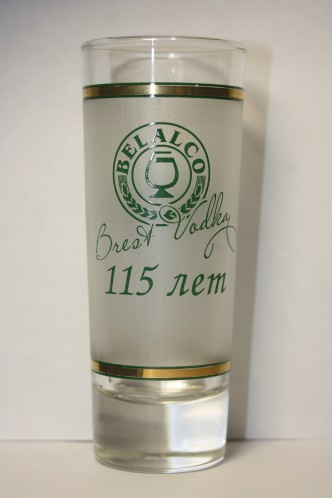 BELALCO
Brest Vodka
115 лет